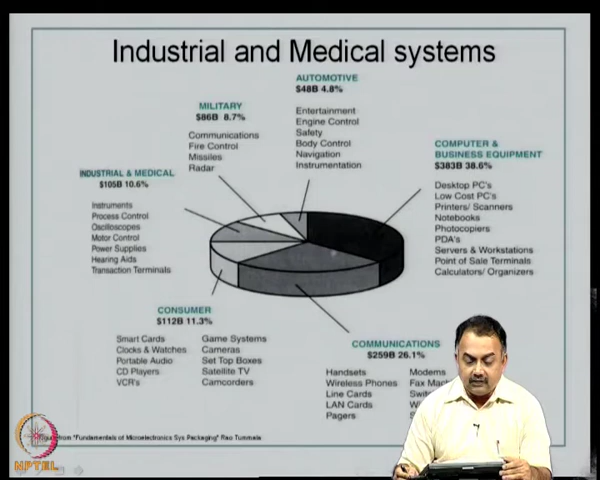 Industrial and Medical systems
AUTOMOTIVE
$48B 4.8%
Entertainment
Engine Control
Safety
Body Control
Navigation
Instrumentation
MILITARY
$86B 8.7%
Communications
Fire Control
Missiles
Radar
COMPUTER &
BUSINESS EQUIPMENT
$383B 38.6%
Desktop PC's
Low Cost PC's
Printers/ Scanners
Notebooks
Photocopiers
PDA's
Servers & Workstations
Point of Sale Terminals
Calculators/ Organizers
INDUSTRIAL & MEDICAL
$105B 10.6%
Instruments
Process Control
Oscilloscopes
Motor Control
Power Supplies
Hearing Aids
Transaction Terminals
CONSUMER
$112B 11.3%
Smart Cards
Clocks & Watches
Portable Audio
CD Players
VCR's
Game Systems
Cameras
Set Top Boxes
Satellite TV
Camcorders
COMMUNICATIONS
$259B 26.1%
Handsets
Wireless Phones
Line Cards
LAN Cards
Pagers
Modems
Fax
from "Fundamentals of Microelectronics Sys Packaging" Rao Tummala
NPTEL